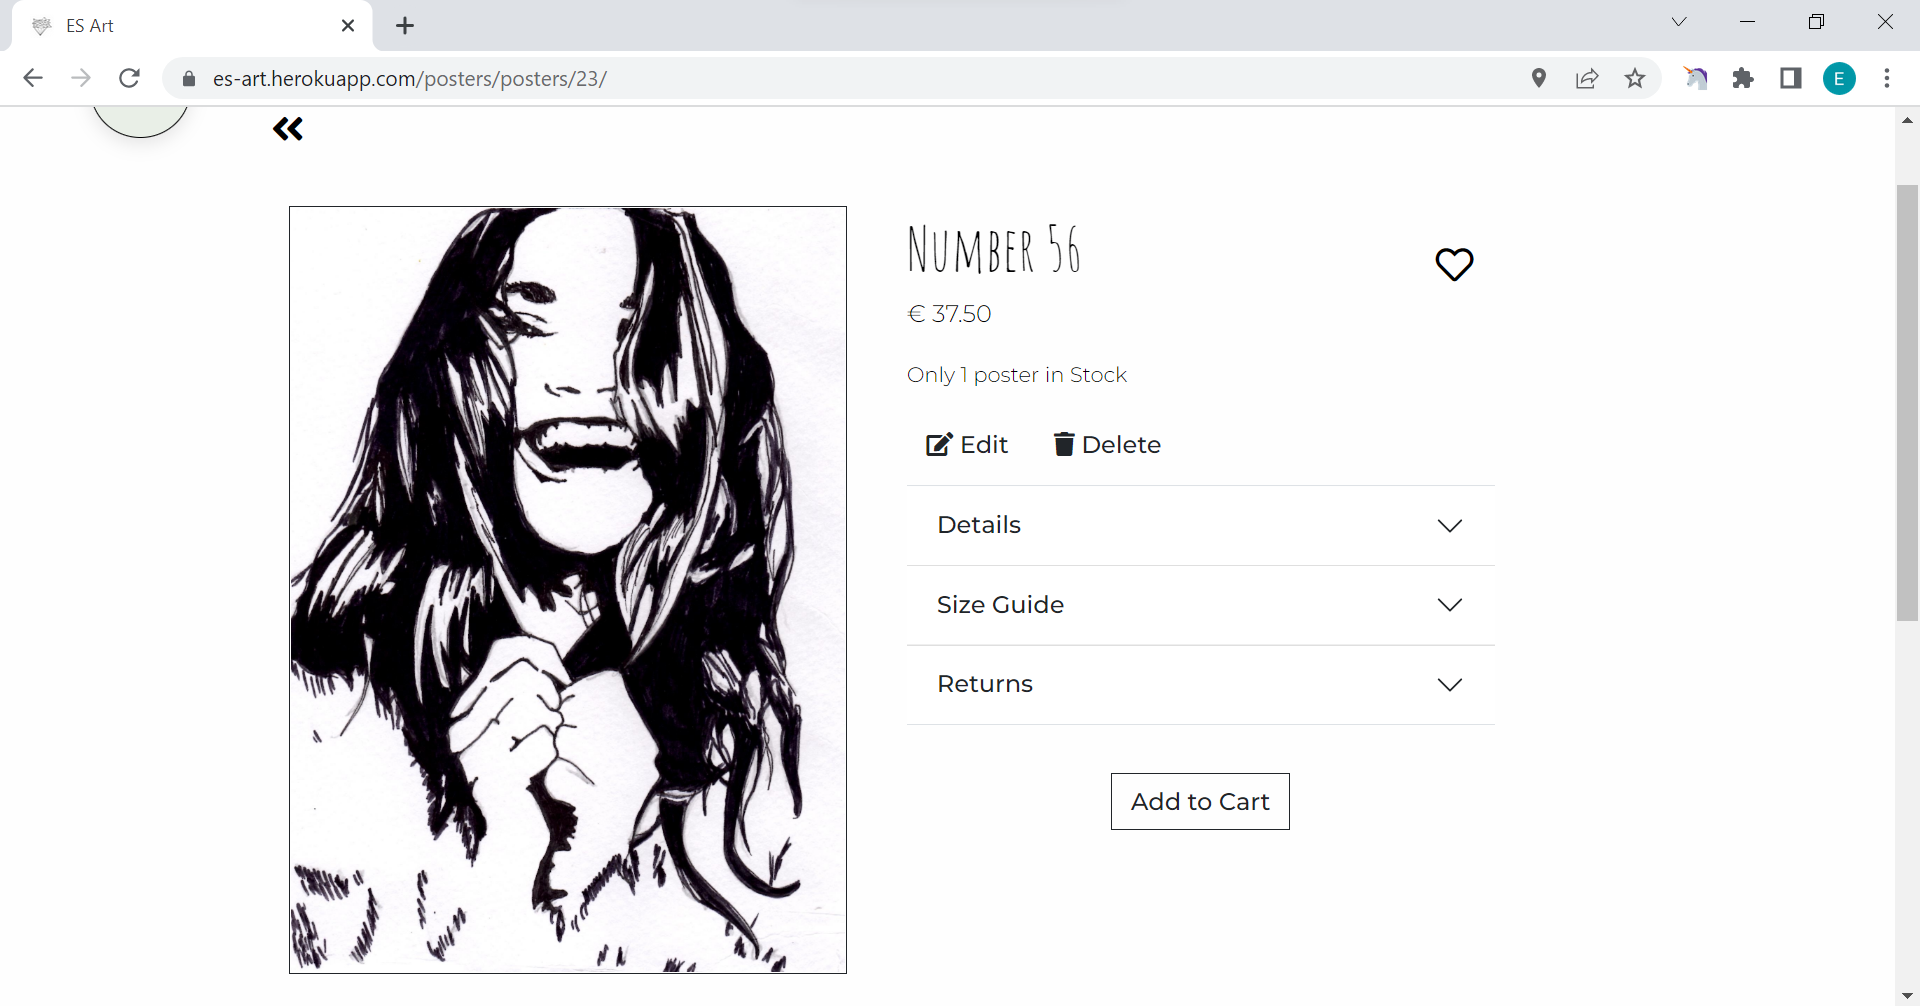 ES Art
es-art.herokuapp.com/posters/posters/23/
E
Number 56
€ 37.50
Only 1 poster in Stock
Edit Delete
Details
Size Guide
Returns
Add to Cart